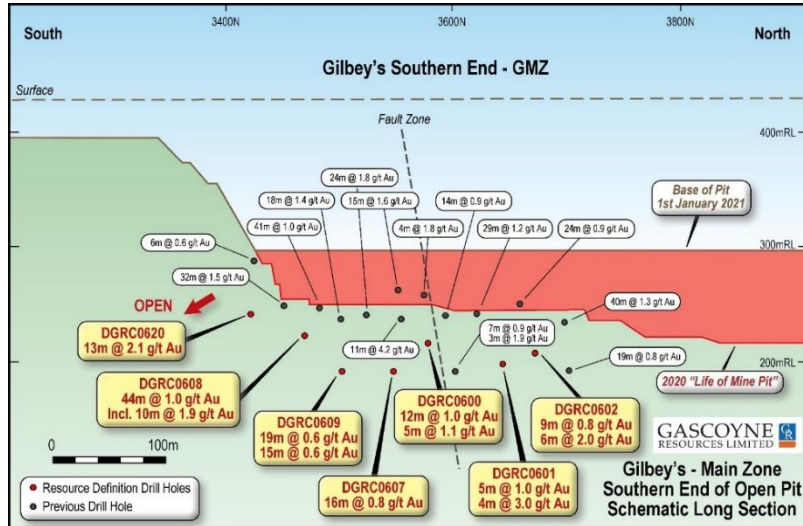 3400N
3600N
3800N
South
North
Gilbey's Southern End - GMZ
Surface
Fault Zone
400mRL
24m @ 1.8 g/t Au
18m @ 1.4 g/t Au
15m @ 1.6 g/t Au
14m @ 0.9 g/t Au
Base of Pit
1st January 2021
41m @ 1.0 g/t Au
4m @ 1.8 g/t Au
29m @ 1.2 g/t Au
24m @ 0.9 g/t Au
6m @ 0.6 g/t Au
300mRL
32m @ 1.5 g/t Au
OPEN
40m @ 1.3 g/t Au
DGRC0620
13m @ 2.1 g/t Au
7m @ 0.9 g/t Au
3m @ 1.9 g/t Au
11m @ 4.2 g/t Au
19m @ 0.8 g/t Au
200mRL
DGRC0608
44m @ 1.0 g/t Au
Incl. 10m @ 1.9 g/t Au
2020 "Life of Mine Pit"
DGRC0600
12m @ 1.0 g/t Au
5m @ 1.1 g/t Au
DGRC0602
9m @ 0.8 g/t Au
6m @ 2.0 g/t Au
DGRC0609
19m @ 0.6 g/t Au
15m @ 0.6 g/t Au
GASCOYNE
RESOURCES LIMITED
0
100m
DGRC0607
16m @ 0.8 g/t Au
DGRC0601
5m @ 1.0 g/t Au
4m @ 3.0 g/t Au
Gilbey's - Main Zone
Southern End of Open Pit
Schematic Long Section
Resource Definition Drill Holes
Previous Drill Hole